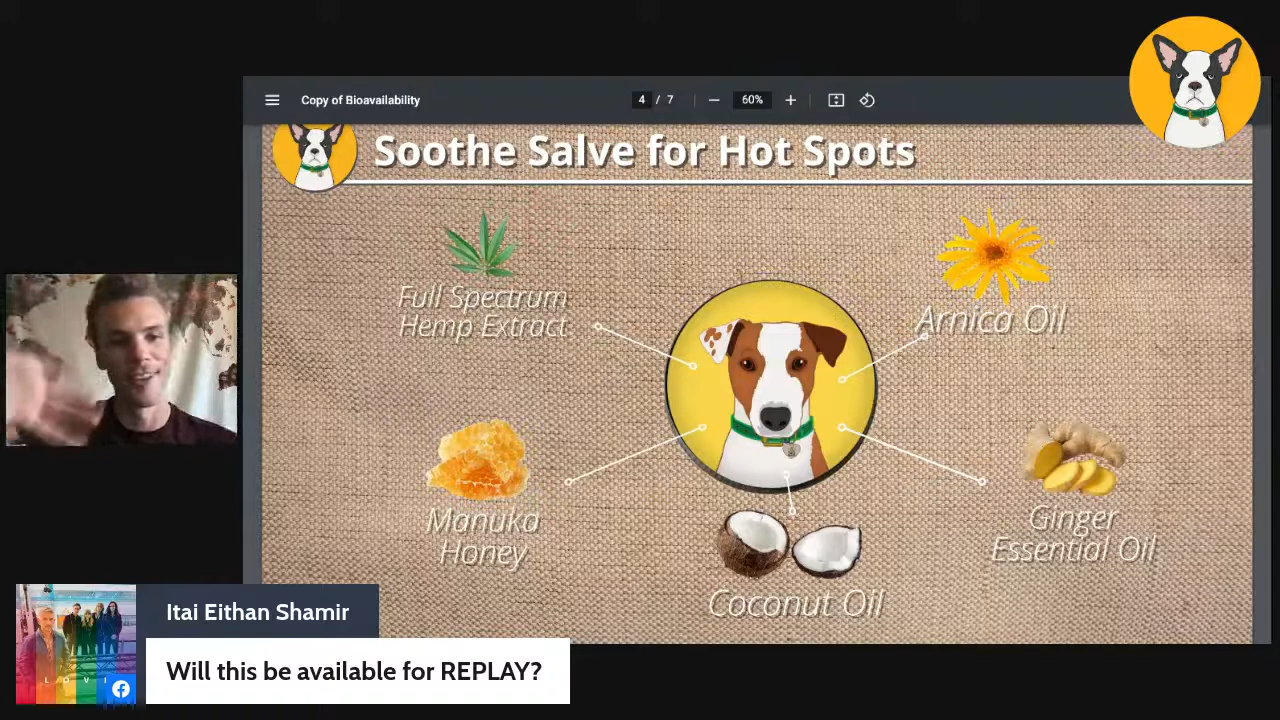 Copy of Bioavailability
4 / 7
60%
Soothe Salve for Hot Spots
Full Spectrum
Hemp Extract
Arnica Oil
Manuka
Honey
Ginger
Essential Oil
Coconut Oil
Itai Eithan Shamir
Will this be available for REPLAY?